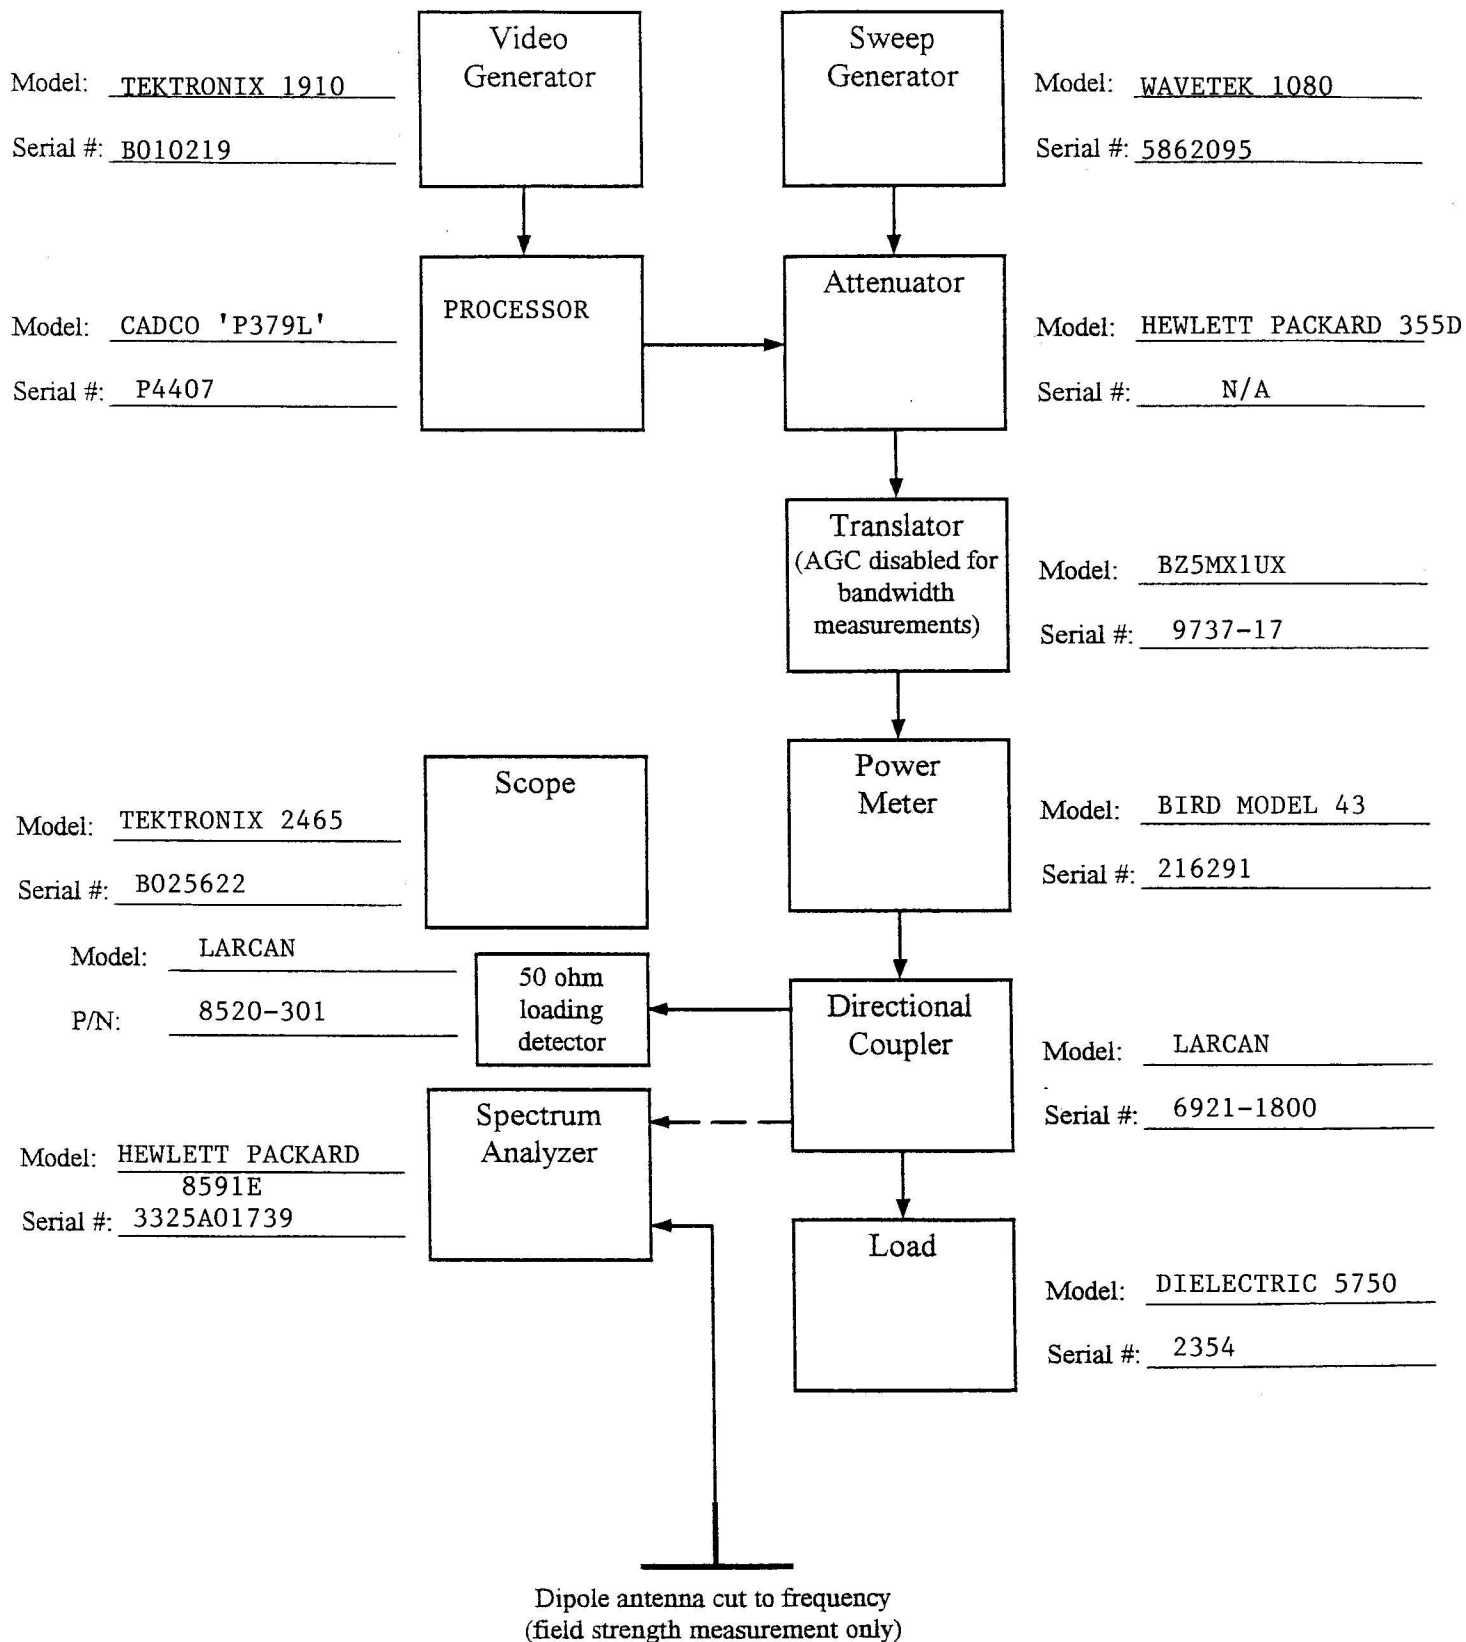 Video
Generator
Model: TEKTRONIX 1910
Serial #: B010219
Sweep
Generator
Model: WAVETEK 1080
Serial #: 5862095
PROCESSOR
Model: CADCO 'P379L'
Serial #: P4407
Attenuator
Model: HEWLETT PACKARD 355D
Serial #: N/A
Translator
(AGC disabled for
bandwidth
measurements)
Model: BZ5MX1UX
Serial #: 9737-17
Power
Meter
Model: BIRD MODEL 43
Serial #: 216291
Scope
Model: TEKTRONIX 2465
Serial #: B025622
50 ohm
loading
detector
Model: LARCAN
P/N: 8520-301
Directional
Coupler
Model: LARCAN
Serial #: 6921-1800
Spectrum
Analyzer
Model: HEWLETT PACKARD
8591E
Serial #: 3325A01739
Load
Model: DIELECTRIC 5750
Serial #: 2354
Dipole antenna cut to frequency
(field strength measurement only)